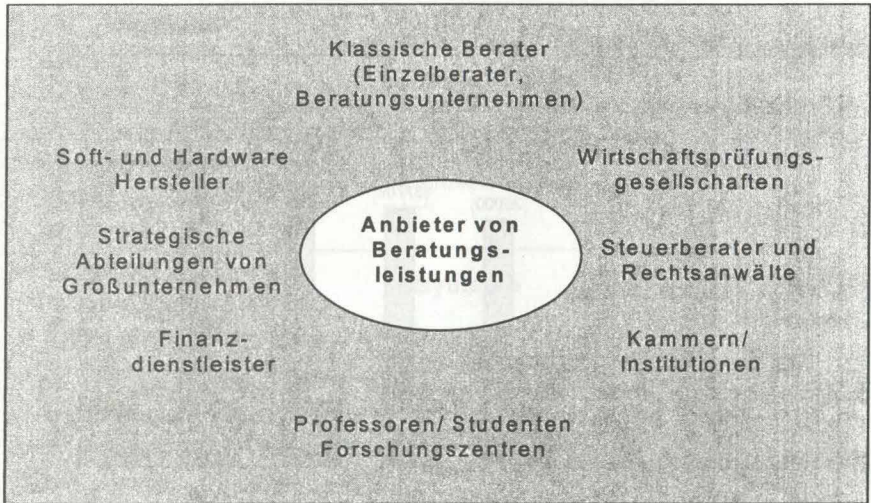 Klassische Berater
(Einzelberater,
Beratungsunternehmen)
Soft- und Hardware
Hersteller
Wirtschaftsprüfungs-
gesellschaften
Anbieter von
Beratungs-
leistungen
Strategische
Abteilungen von
Großunternehmen
Steuerberater und
Rechtsanwälte
Finanz-
dienstleister
Kammern/
Institutionen
Professoren/ Studenten
Forschungszentren